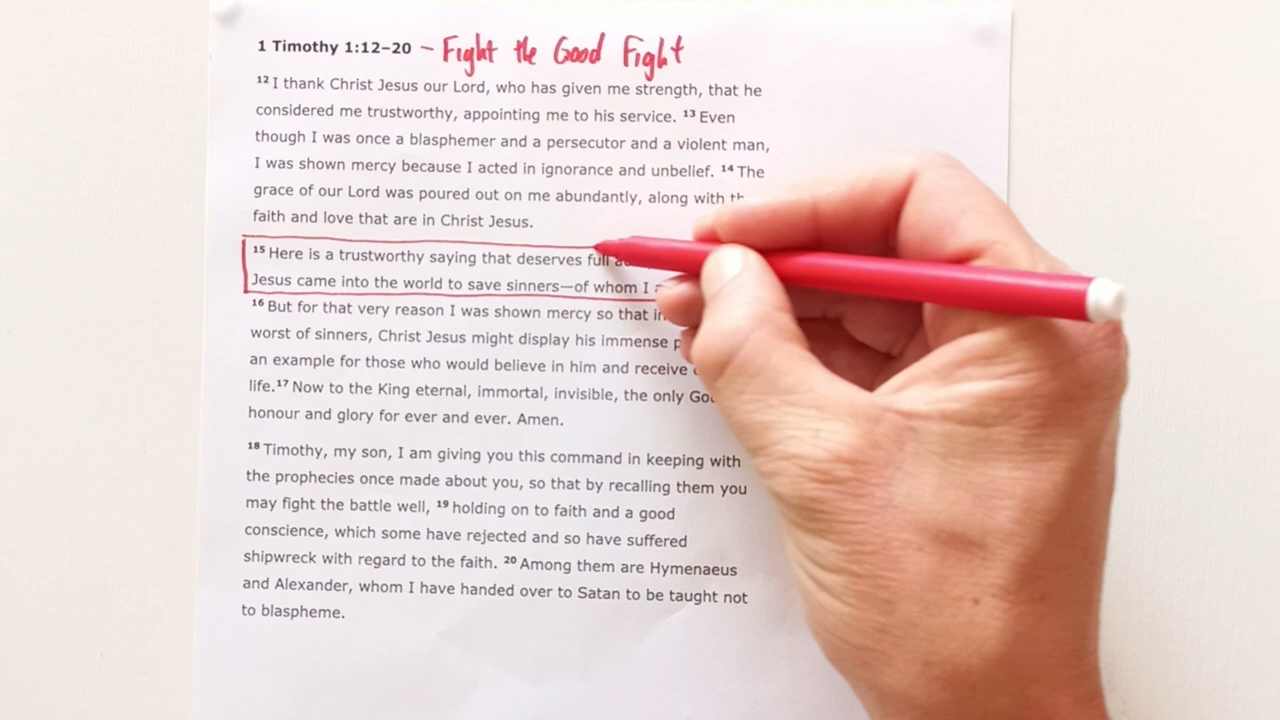 1 Timothy 1:12–20 – Fight the Good Fight
12 I thank Christ Jesus our Lord, who has given me strength, that he
considered me trustworthy, appointing me to his service. 13 Even
though I was once a blasphemer and a persecutor and a violent man,
I was shown mercy because I acted in ignorance and unbelief. 14 The
grace of our Lord was poured out on me abundantly, along with
faith and love that are in Christ Jesus.
15 Here is a trustworthy saying that deserves full
Jesus came into the world to save sinners—of whom I
16 But for that very reason I was shown mercy so that in
worst of sinners, Christ Jesus might display his immense
an example for those who would believe in him and receive
life.17 Now to the King eternal, immortal, invisible, the only
honour and glory for ever and ever. Amen.
18 Timothy, my son, I am giving you this command in keeping with
the prophecies once made about you, so that by recalling them you
may fight the battle well, 19 holding on to faith and a good
conscience, which some have rejected and so have suffered
shipwreck with regard to the faith. 20 Among them are Hymenaeus
and Alexander, whom I have handed over to Satan to be taught not
to blaspheme.